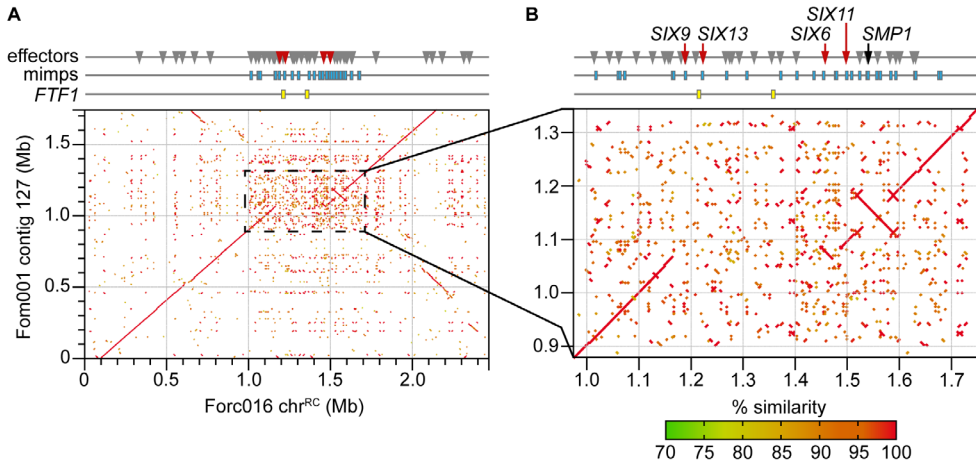 A
effectors
mimps
FTF1
Fom001 contig 127 (Mb)
1.5
1.0
0.5
0
0
0.5
1.0
1.5
2.0
Forc016 chrRC (Mb)
B
SIX9
SIX13
SIX6
SIX11
SMP1
1.3
1.2
1.1
1.0
0.9
1.0
1.1
1.2
1.3
1.4
1.5
1.6
1.7
% similarity
70
75
80
85
90
95
100